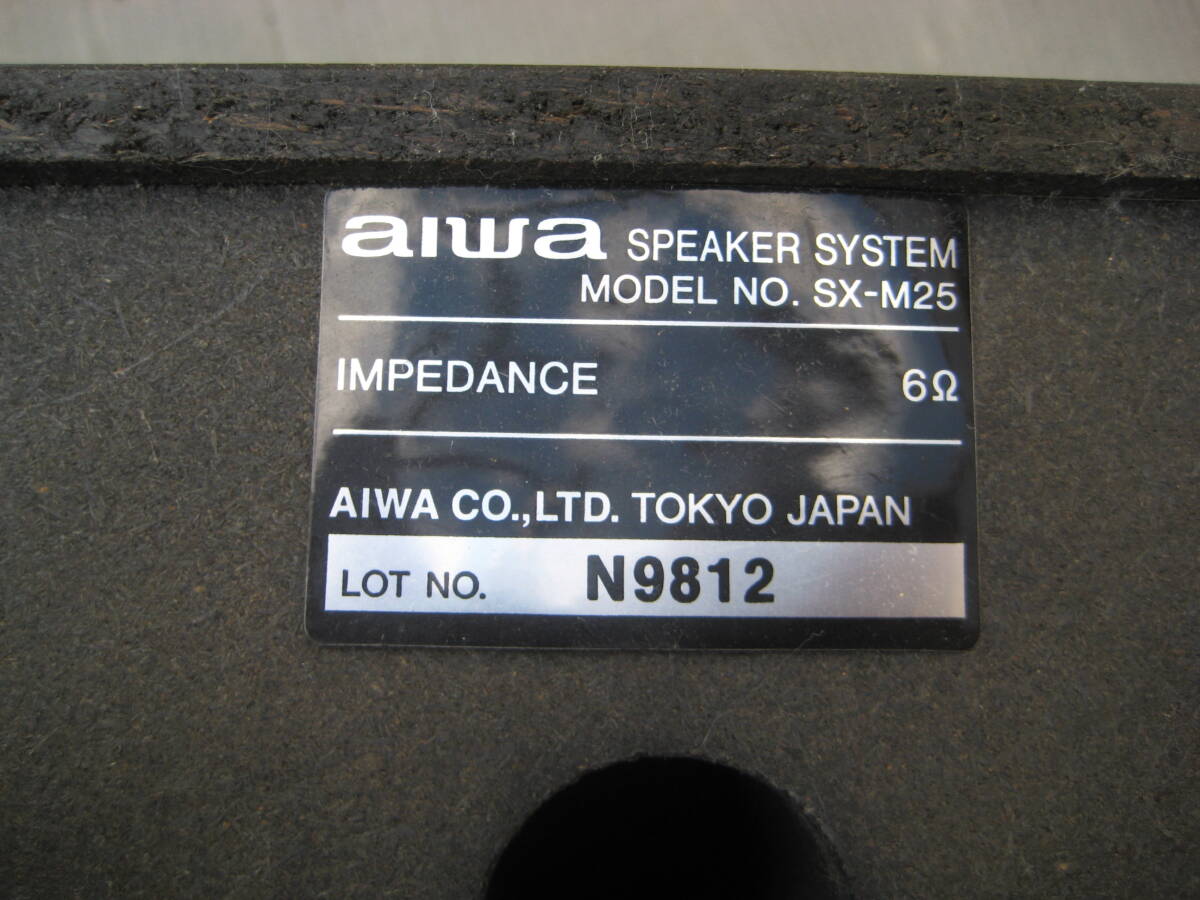 aiwa SPEAKER SYSTEM
MODEL NO. SX-M25
IMPEDANCE 6Ω
AIWA CO.,LTD. TOKYO JAPAN
LOT NO. N9812